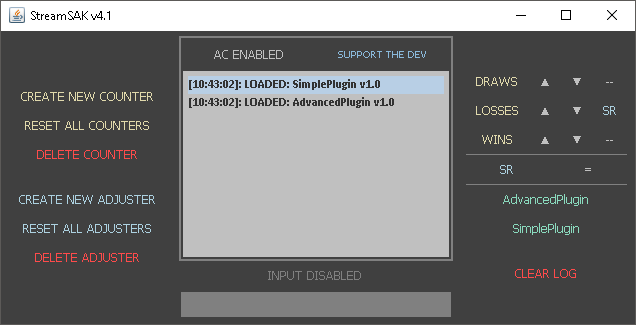 StreamSAK v4.1
AC ENABLED SUPPORT THE DEV
[10:43:02]: LOADED: SimplePlugin v1.0
[10:43:02]: LOADED: AdvancedPlugin v1.0
CREATE NEW COUNTER
RESET ALL COUNTERS
DELETE COUNTER
CREATE NEW ADJUSTER
RESET ALL ADJUSTERS
DELETE ADJUSTER
INPUT DISABLED
DRAWS ▲ ▼ --
LOSSES ▲ ▼ SR
WINS ▲ ▼ --
SR =
AdvancedPlugin
SimplePlugin
CLEAR LOG